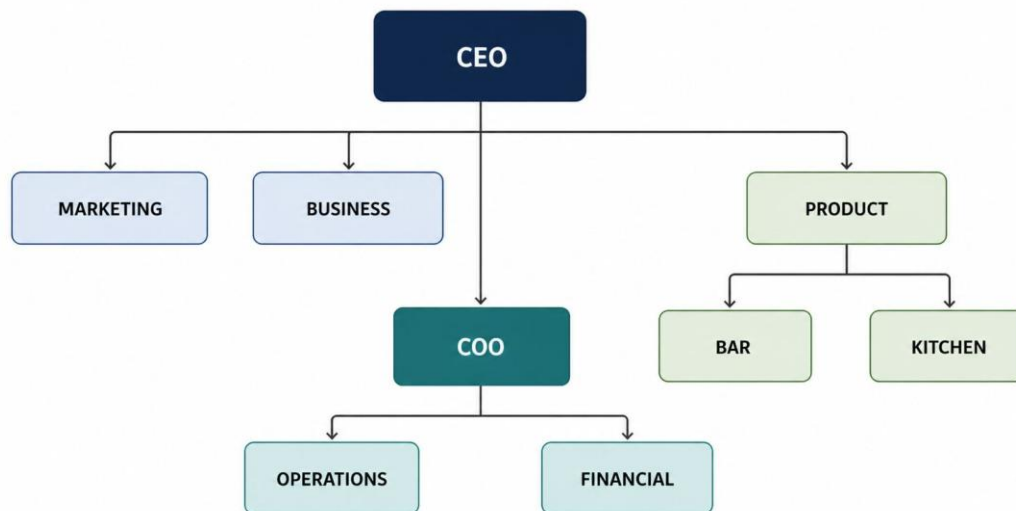 CEO
MARKETING
BUSINESS
PRODUCT
COO
BAR
KITCHEN
OPERATIONS
FINANCIAL